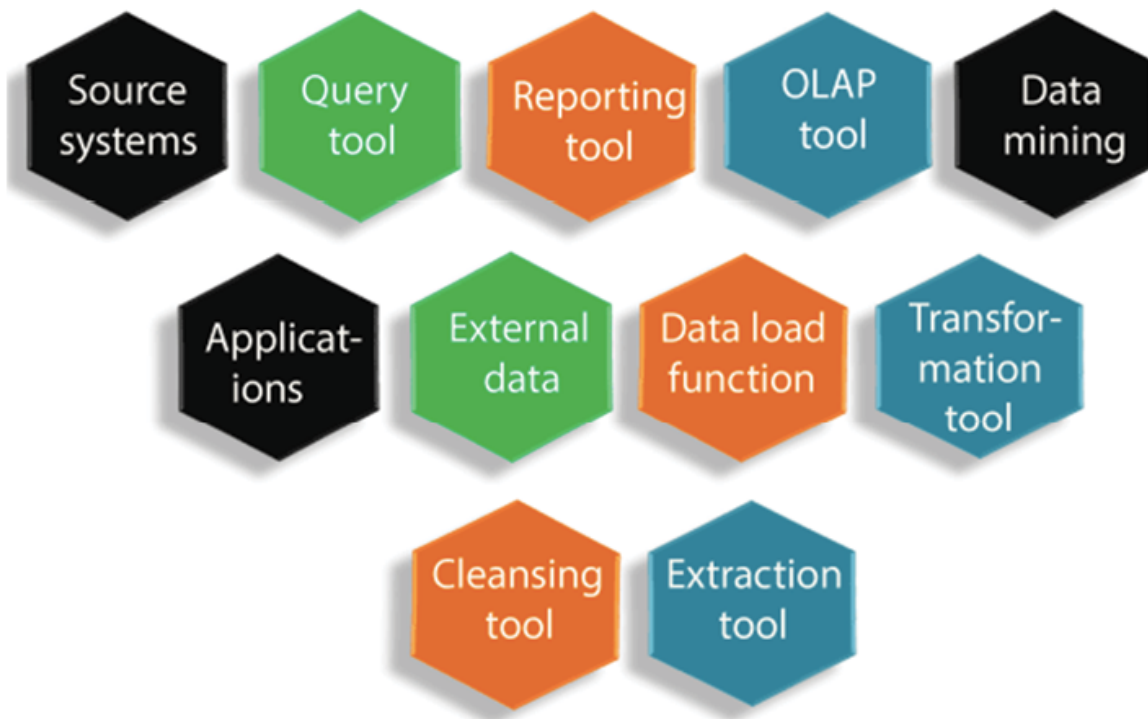 Source
systems
Query
tool
Reporting
tool
OLAP
tool
Data
mining
Applicat-
ions
External
data
Data load
function
Transfor-
mation
tool
Cleansing
tool
Extraction
tool